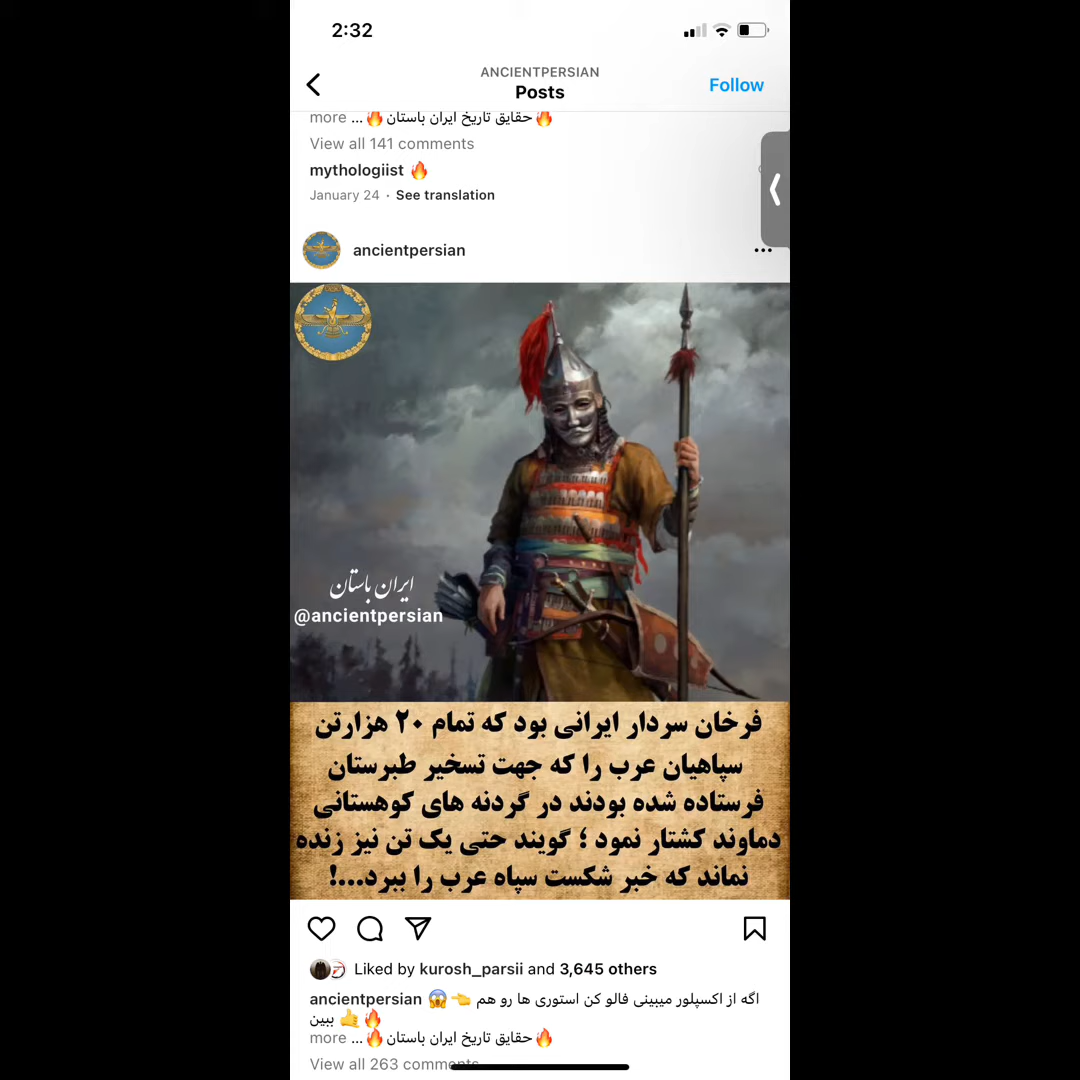 2:32
ANCIENTPERSIAN
Posts
Follow
🔥حقایق تاریخ ایران باستان🔥 ... more
View all 141 comments
mythologiist 🔥
January 24 · See translation
ancientpersian
ایران باستان
@ancientpersian
فرخان سردار ایرانی بود که تمام ۲۰ هزارتن
سپاهیان عرب را که جهت تسخیر طبرستان
فرستاده شده بودند در گردنه های کوهستانی
دماوند کشتار نمود ؛ گویند حتی یک تن نیز زنده
نماند که خبر شکست سپاه عرب را ببرد...!
Liked by kurosh_parsii and 3,645 others
ancientpersian 😱👈 اگه از اکسپلور میبینی فالو کن استوری ها رو هم
ببین 🤙🔥
🔥حقایق تاریخ ایران باستان🔥 ... more
View all 263 comments